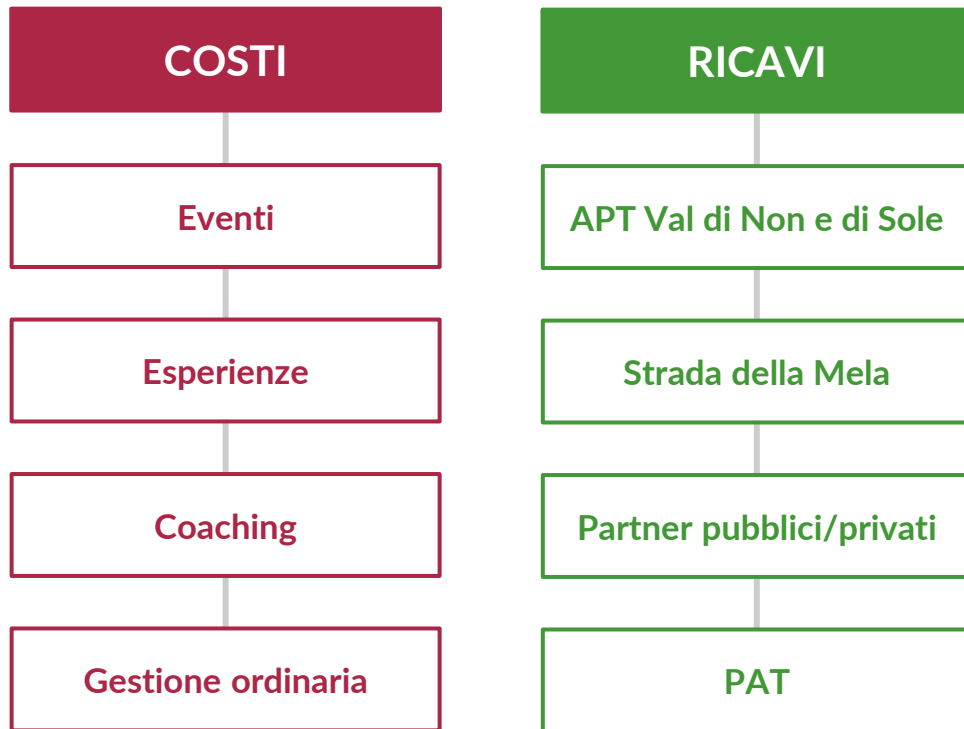 COSTI
Eventi
Esperienze
Coaching
Gestione ordinaria
RICAVI
APT Val di Non e di Sole
Strada della Mela
Partner pubblici/privati
PAT